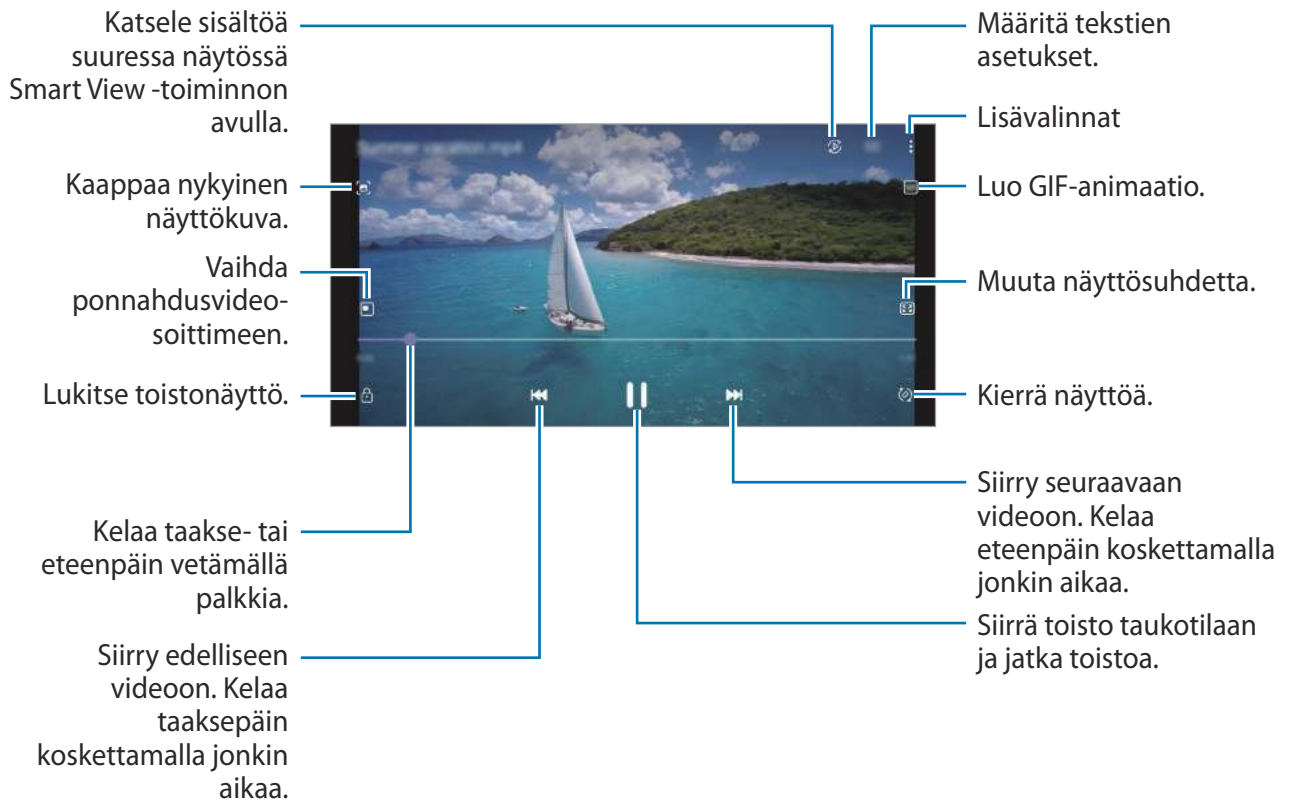 Katsele sisältöä
suuressa näytössä
Smart View -toiminnon
avulla.
Kaappaa nykyinen
näyttökuva.
Vaihda
ponnahdusvideo-
soittimeen.
Lukitse toistonäyttö.
Kelaa taakse- tai
eteenpäin vetämällä
palkkia.
Siirry edelliseen
videoon. Kelaa
taaksepäin
koskettamalla jonkin
aikaa.
Määritä tekstien
asetukset.
Lisävalinnat
Luo GIF-animaatio.
Muuta näyttösuhdetta.
Kierrä näyttöä.
Siirry seuraavaan
videoon. Kelaa
eteenpäin koskettamalla
jonkin aikaa.
Siirrä toisto taukotilaan
ja jatka toistoa.